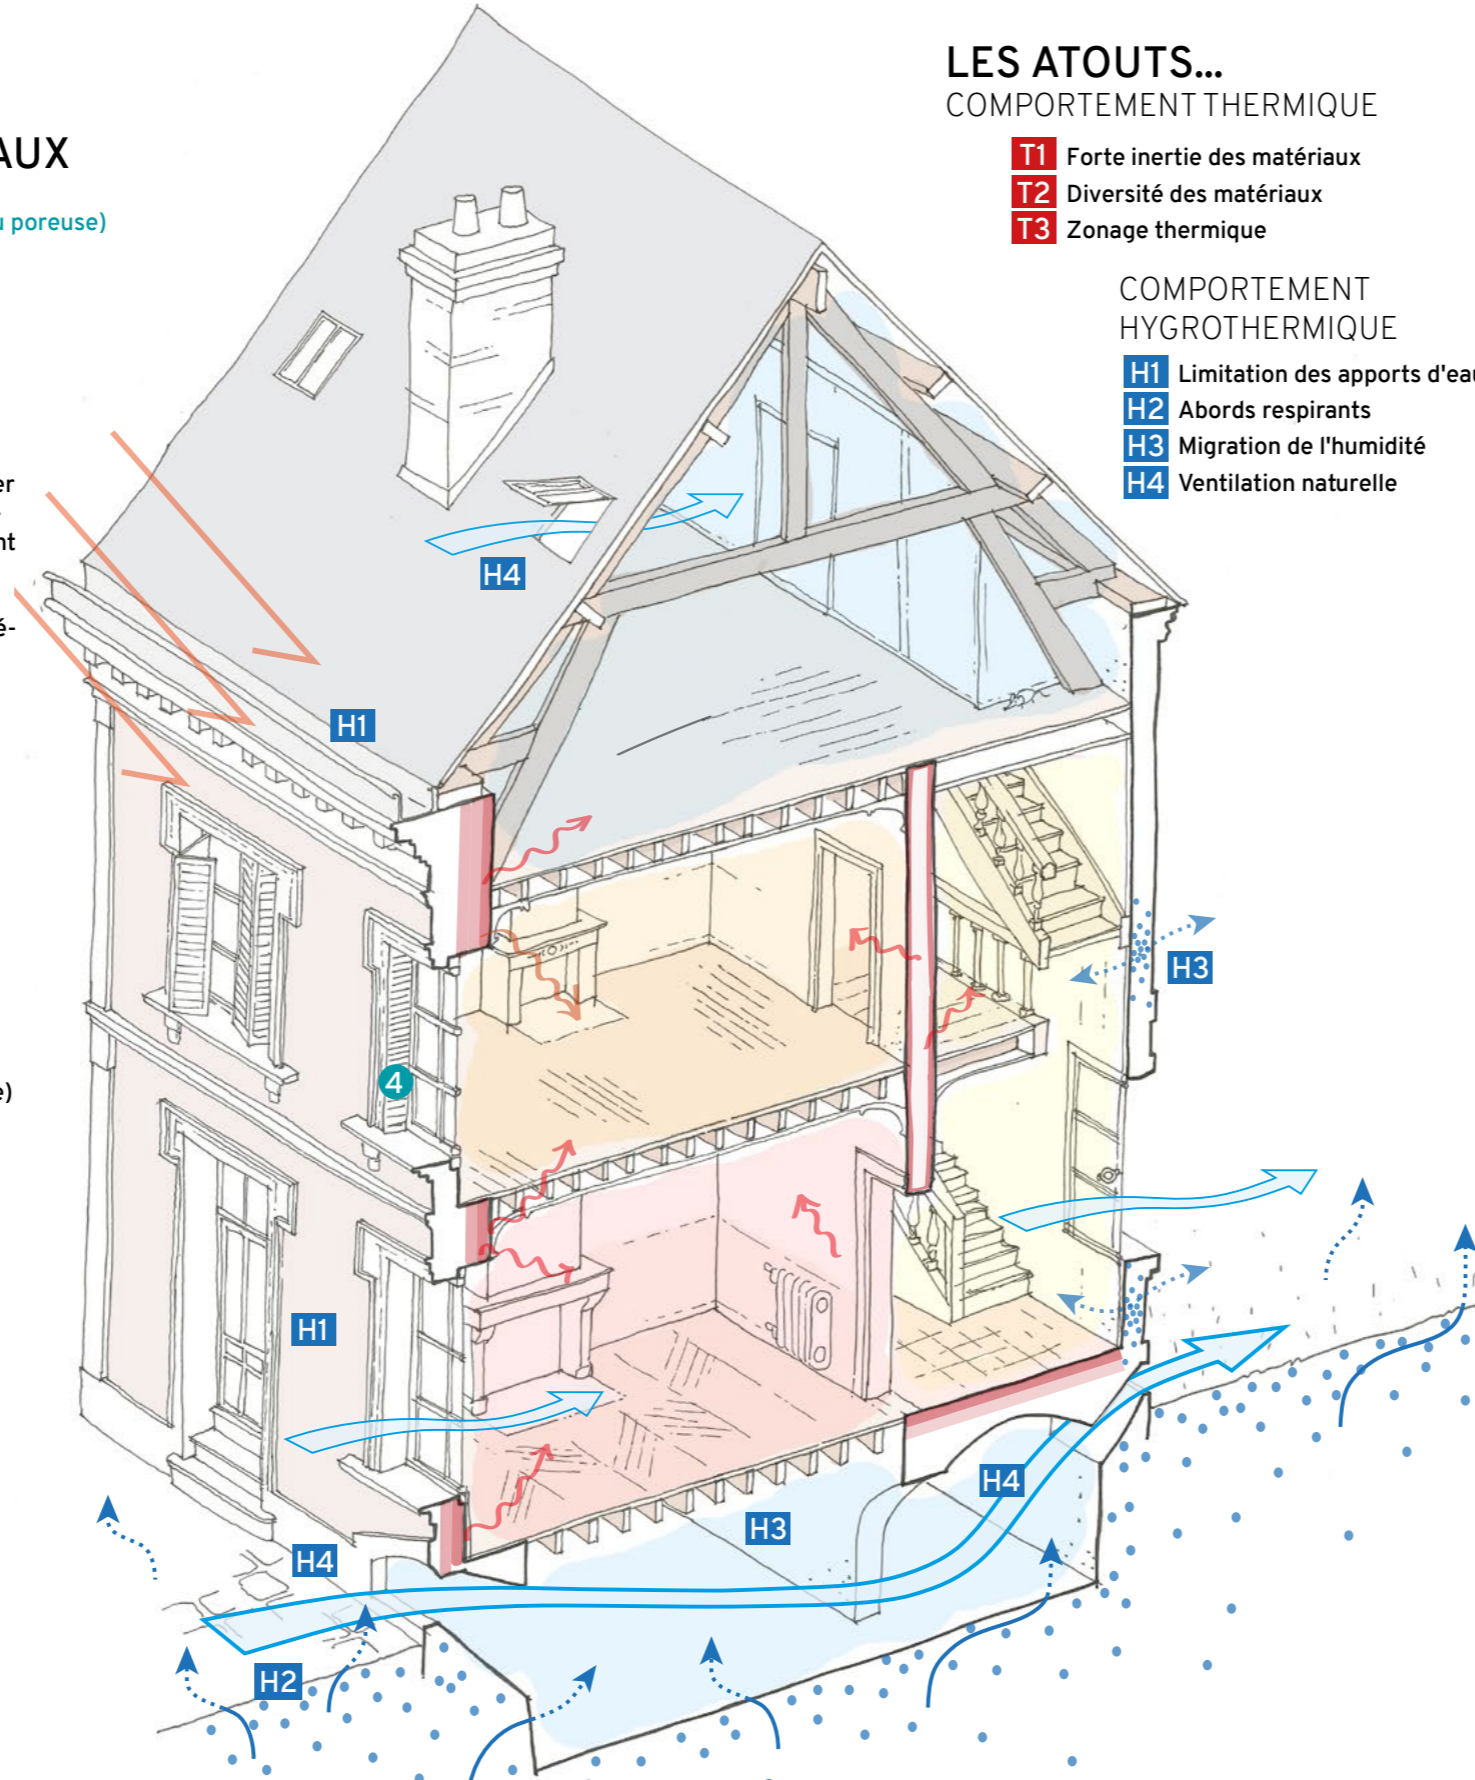 AUX
u poreuse)
er
nt
é-
e)
LES ATOUTS...
COMPORTEMENT THERMIQUE
T1 Forte inertie des matériaux
T2 Diversité des matériaux
T3 Zonage thermique
COMPORTEMENT
HYGROTHERMIQUE
H1 Limitation des apports d'eau
H2 Abords respirants
H3 Migration de l'humidité
H4 Ventilation naturelle
H4
H1
H3
4
H1
H4
H3
H4
H2